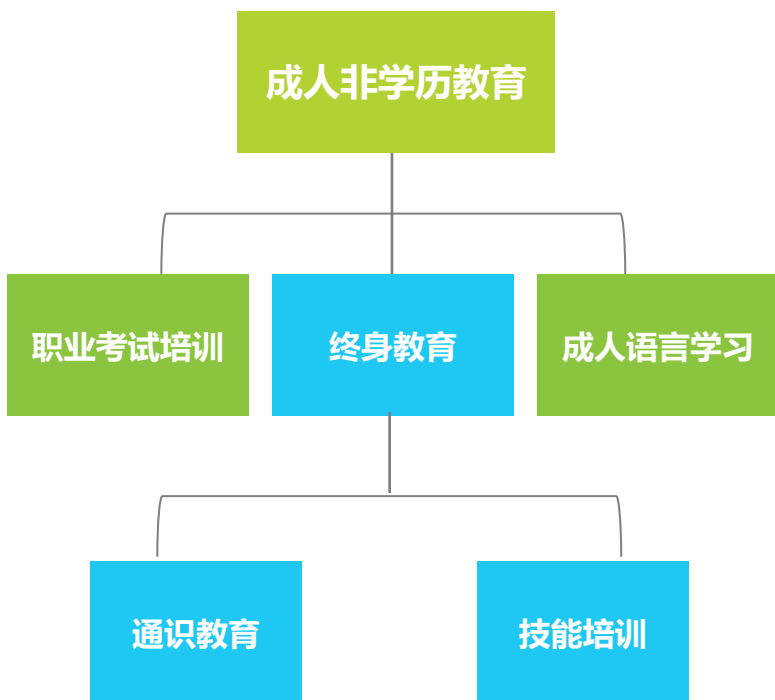 成人非学历教育
职业考试培训
终身教育
成人语言学习
通识教育
技能培训